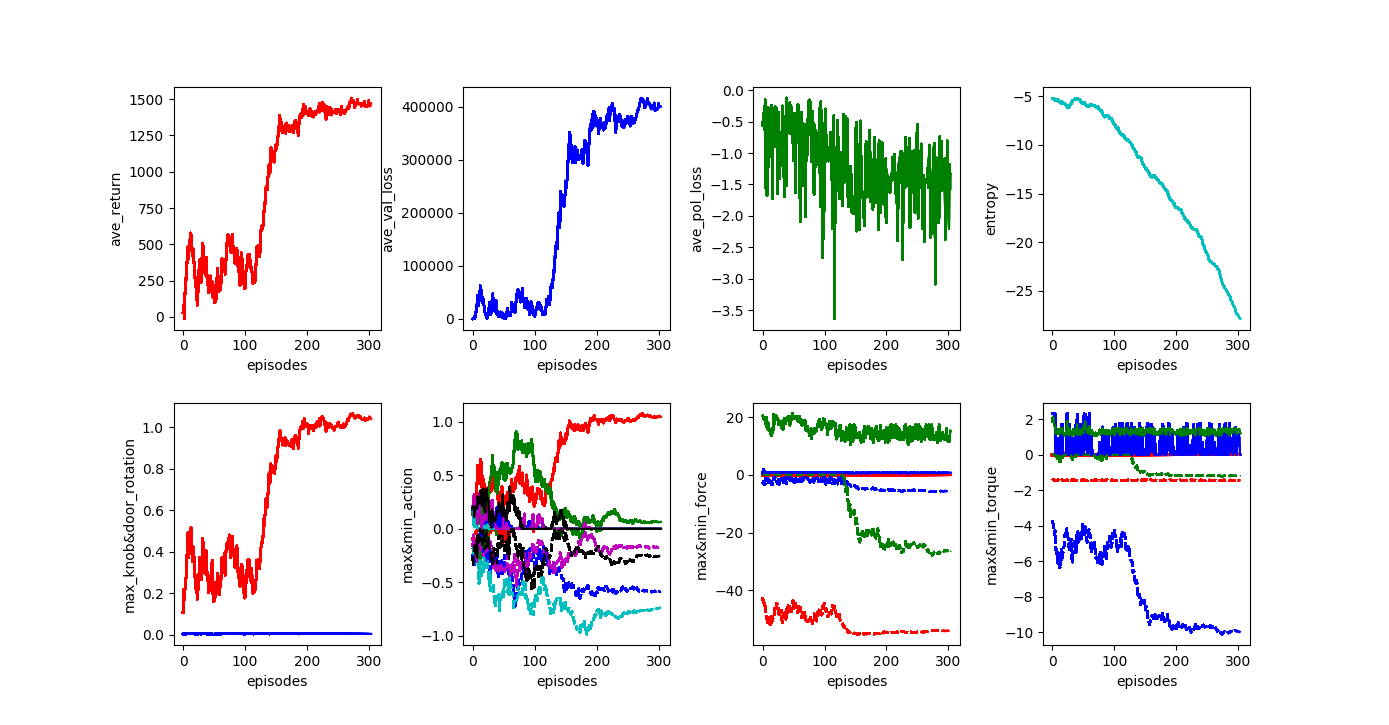 ave_return
1500
1250
1000
750
500
250
0
0 100 200 300
episodes
ave_val_loss
400000
300000
200000
100000
0
0 100 200 300
episodes
ave_pol_loss
0.0
−0.5
−1.0
−1.5
−2.0
−2.5
−3.0
−3.5
0 100 200 300
episodes
entropy
−5
−10
−15
−20
−25
0 100 200 300
episodes
max_knob&door_rotation
1.0
0.8
0.6
0.4
0.2
0.0
0 100 200 300
episodes
max&min_action
1.0
0.5
0.0
−0.5
−1.0
0 100 200 300
episodes
max&min_force
20
0
−20
−40
0 100 200 300
episodes
max&min_torque
2
0
−2
−4
−6
−8
−10
0 100 200 300
episodes